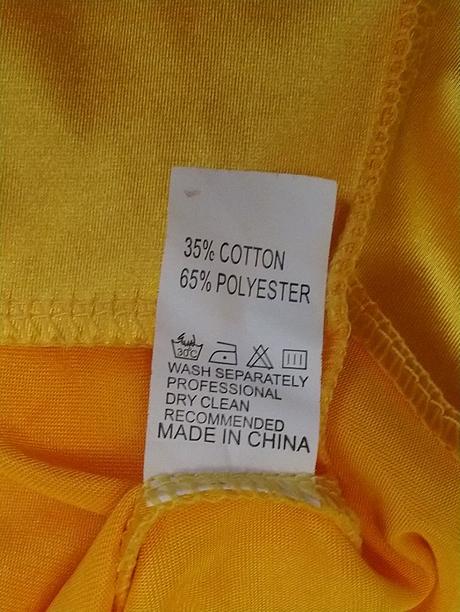 35% COTTON
65% POLYESTER
30°C
WASH SEPARATELY
PROFESSIONAL
DRY CLEAN
RECOMMENDED
MADE IN CHINA